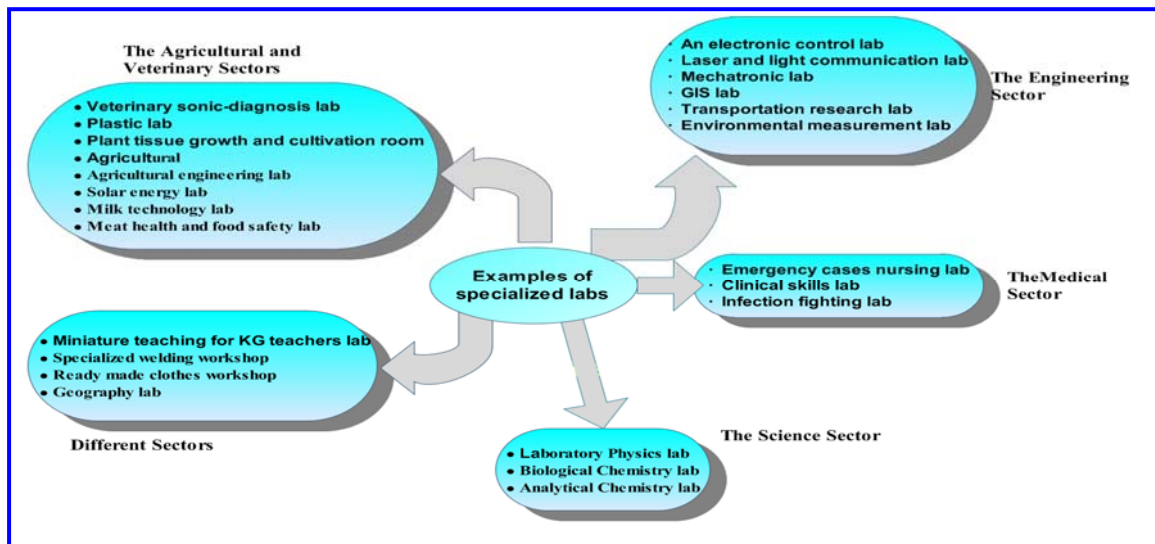 The Agricultural and
Veterinary Sectors
● Veterinary sonic-diagnosis lab
● Plastic lab
● Plant tissue growth and cultivation room
● Agricultural
● Agricultural engineering lab
● Solar energy lab
● Milk technology lab
● Meat health and food safety lab
· An electronic control lab
· Laser and light communication lab
· Mechatronic lab
· GIS lab
· Transportation research lab
· Environmental measurement lab
The Engineering
Sector
Examples of
specialized labs
· Emergency cases nursing lab
· Clinical skills lab
· Infection fighting lab
TheMedical
Sector
● Miniature teaching for KG teachers lab
● Specialized welding workshop
● Ready made clothes workshop
● Geography lab
Different Sectors
The Science Sector
● Laboratory Physics lab
● Biological Chemistry lab
● Analytical Chemistry lab